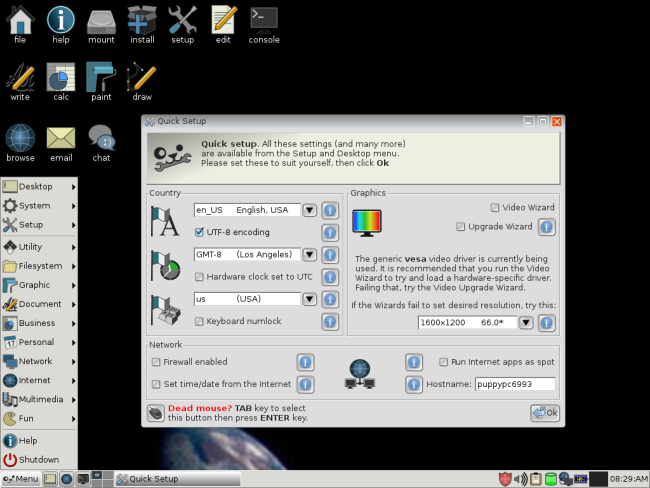 file help mount install setup edit console
write calc paint draw
browse email chat
Quick Setup
Quick setup. All these settings (and many more)
are available from the Setup and Desktop menu.
Please set these to suit yourself, then click Ok
Country
en_US English, USA
UTF-8 encoding
GMT-8 (Los Angeles)
Hardware clock set to UTC
us (USA)
Keyboard numlock
Graphics
Video Wizard
Upgrade Wizard
The generic vesa video driver is currently being
used. It is recommended that you run the Video
Wizard to try and load a hardware-specific driver.
Failing that, try the Video Upgrade Wizard.
If the Wizards fail to set desired resolution, try this:
1600x1200 66.0*
Network
Firewall enabled
Set time/date from the Internet
Run Internet apps as spot
Hostname: puppypc6993
Dead mouse? TAB key to select
this button then press ENTER key.
Ok
Desktop
System
Setup
Utility
Filesystem
Graphic
Document
Business
17 Personal
Network
Internet
Multimedia
Fun
Help
Shutdown
Menu
Quick Setup
08:29:AM